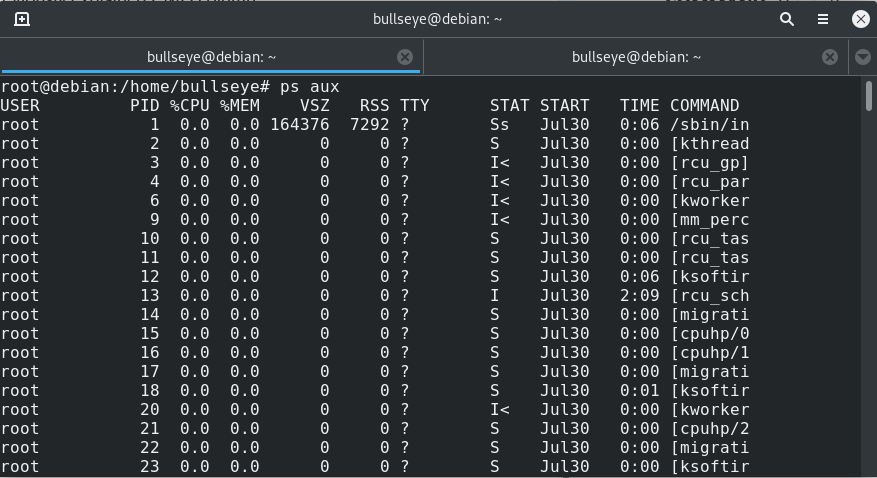 bullseye@debian: ~
bullseye@debian: ~ bullseye@debian: ~
root@debian:/home/bullseye# ps aux
USER         PID %CPU %MEM    VSZ   RSS TTY      STAT START   TIME COMMAND
root           1  0.0  0.0 164376  7292 ?        Ss   Jul30   0:06 /sbin/in
root           2  0.0  0.0      0     0 ?        S    Jul30   0:00 [kthread
root           3  0.0  0.0      0     0 ?        I<   Jul30   0:00 [rcu_gp]
root           4  0.0  0.0      0     0 ?        I<   Jul30   0:00 [rcu_par
root           6  0.0  0.0      0     0 ?        I<   Jul30   0:00 [kworker
root           9  0.0  0.0      0     0 ?        I<   Jul30   0:00 [mm_perc
root          10  0.0  0.0      0     0 ?        S    Jul30   0:00 [rcu_tas
root          11  0.0  0.0      0     0 ?        S    Jul30   0:00 [rcu_tas
root          12  0.0  0.0      0     0 ?        S    Jul30   0:06 [ksoftir
root          13  0.0  0.0      0     0 ?        I    Jul30   2:09 [rcu_sch
root          14  0.0  0.0      0     0 ?        S    Jul30   0:00 [migrati
root          15  0.0  0.0      0     0 ?        S    Jul30   0:00 [cpuhp/0
root          16  0.0  0.0      0     0 ?        S    Jul30   0:00 [cpuhp/1
root          17  0.0  0.0      0     0 ?        S    Jul30   0:00 [migrati
root          18  0.0  0.0      0     0 ?        S    Jul30   0:01 [ksoftir
root          20  0.0  0.0      0     0 ?        I<   Jul30   0:00 [kworker
root          21  0.0  0.0      0     0 ?        S    Jul30   0:00 [cpuhp/2
root          22  0.0  0.0      0     0 ?        S    Jul30   0:00 [migrati
root          23  0.0  0.0      0     0 ?        S    Jul30   0:00 [ksoftir